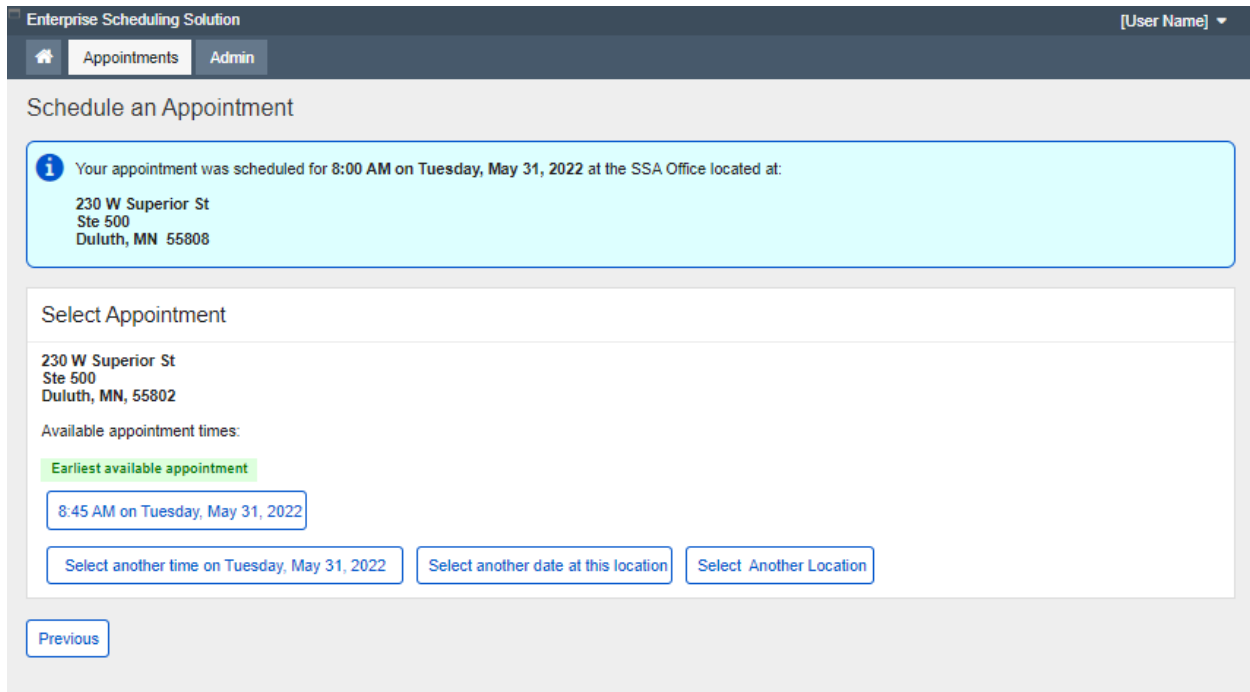 Enterprise Scheduling Solution [User Name]
Appointments Admin
Schedule an Appointment
Your appointment was scheduled for 8:00 AM on Tuesday, May 31, 2022 at the SSA Office located at:
230 W Superior St
Ste 500
Duluth, MN  55808
Select Appointment
230 W Superior St
Ste 500
Duluth, MN, 55802
Available appointment times:
Earliest available appointment
8:45 AM on Tuesday, May 31, 2022
Select another time on Tuesday, May 31, 2022 Select another date at this location Select  Another Location
Previous